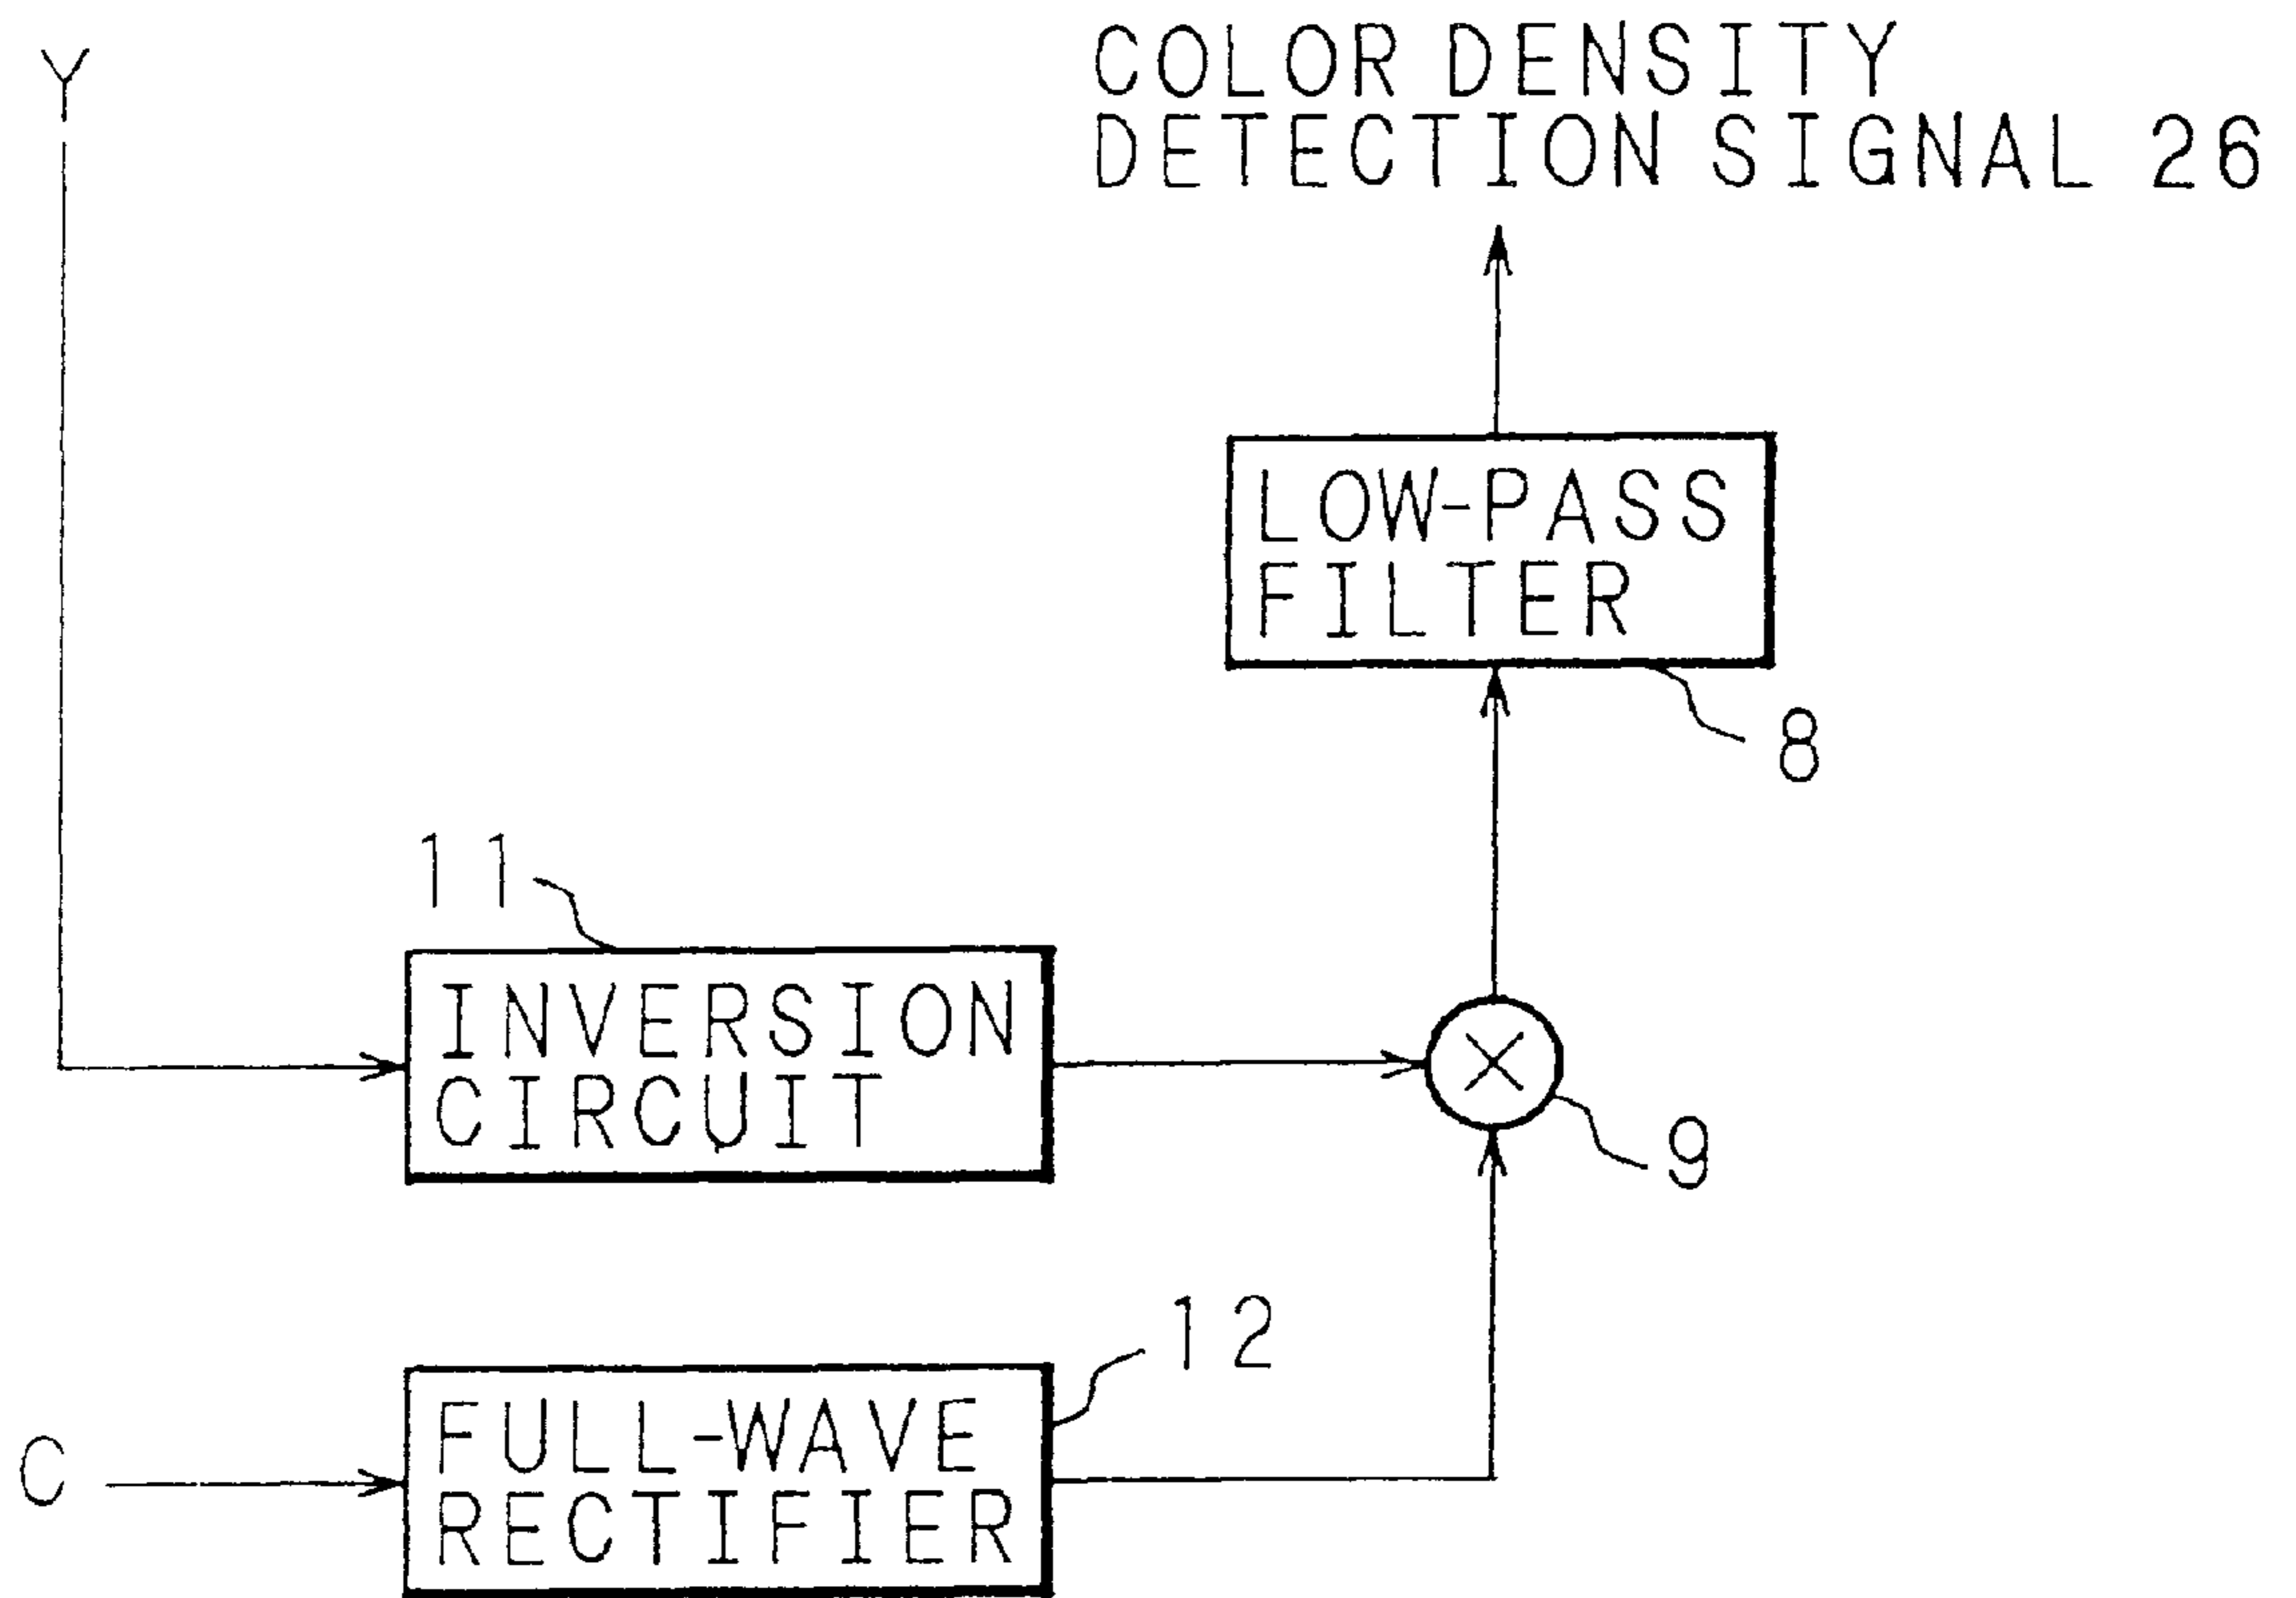 Y
COLOR DENSITY
DETECTION SIGNAL 26
LOW-PASS
FILTER
8
11
INVERSION
CIRCUIT
9
12
C
FULL-WAVE
RECTIFIER